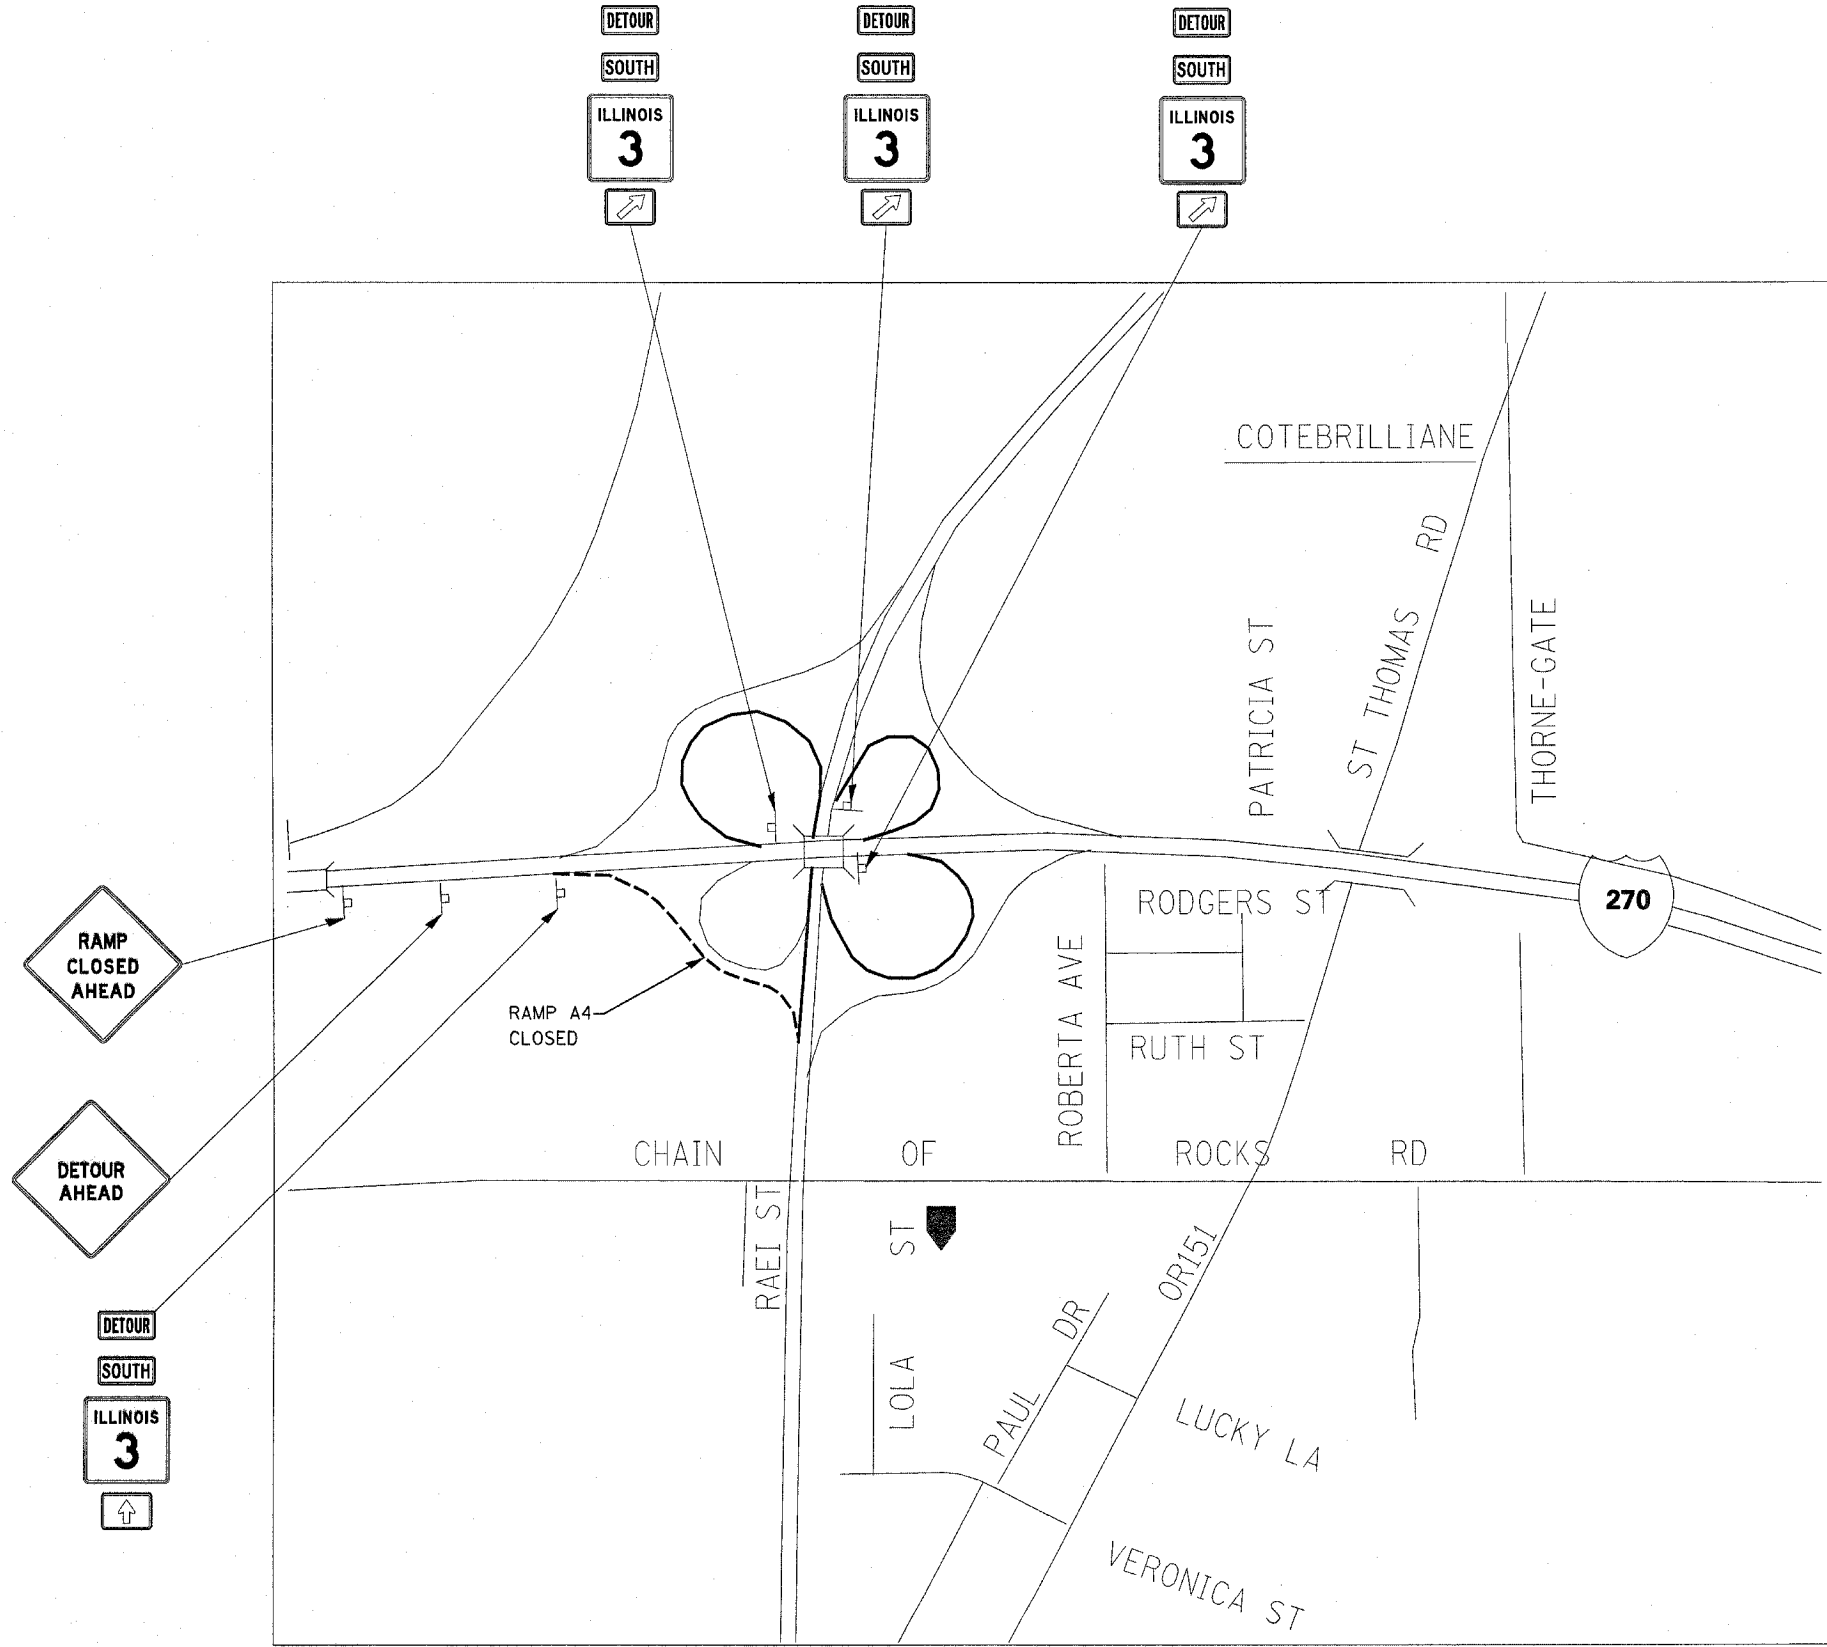 DETOUR
SOUTH
ILLINOIS
3
DETOUR
SOUTH
ILLINOIS
3
DETOUR
SOUTH
ILLINOIS
3
COTEBRILLIANE
PATRICIA ST
ST THOMAS RD
THORNE-GATE
270
RODGERS ST
RAMP
CLOSED
AHEAD
RAMP A4
CLOSED
ROBERTA AVE
RUTH ST
CHAIN OF ROCKS RD
DETOUR
AHEAD
RAEI ST
LOLA ST
OR151
PAUL DR
LUCKY LA
VERONICA ST
DETOUR
SOUTH
ILLINOIS
3